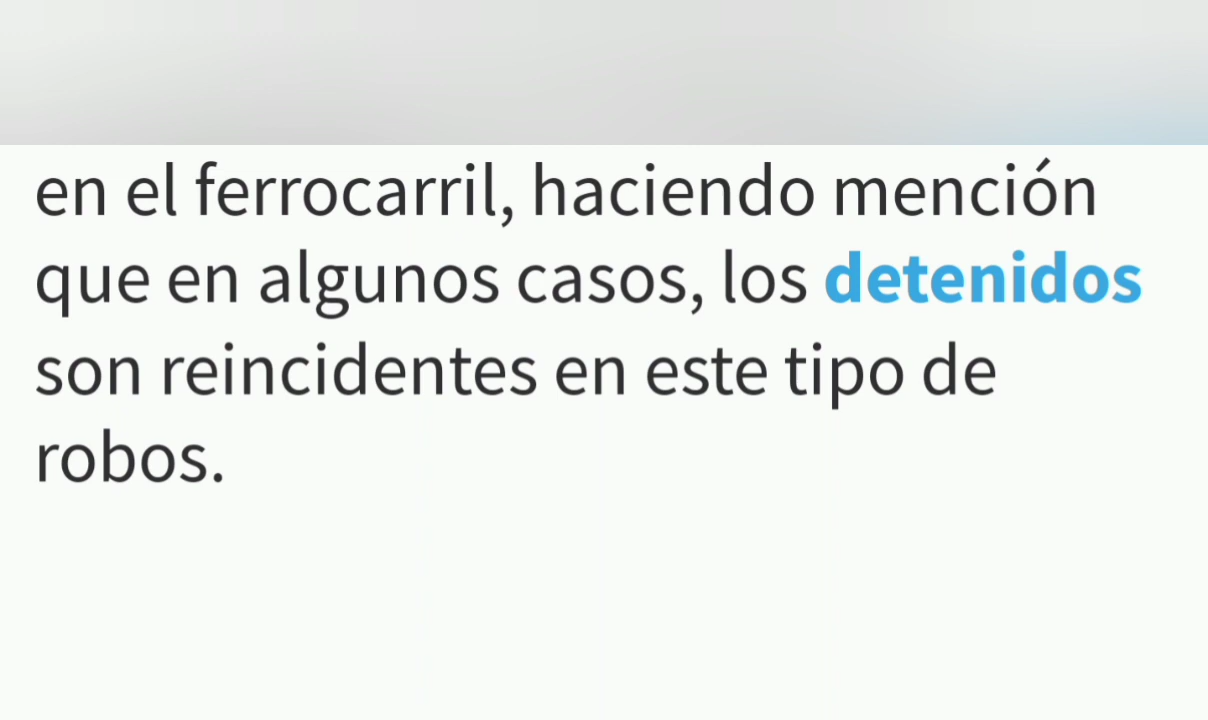 en el ferrocarril, haciendo mención
que en algunos casos, los detenidos
son reincidentes en este tipo de
robos.